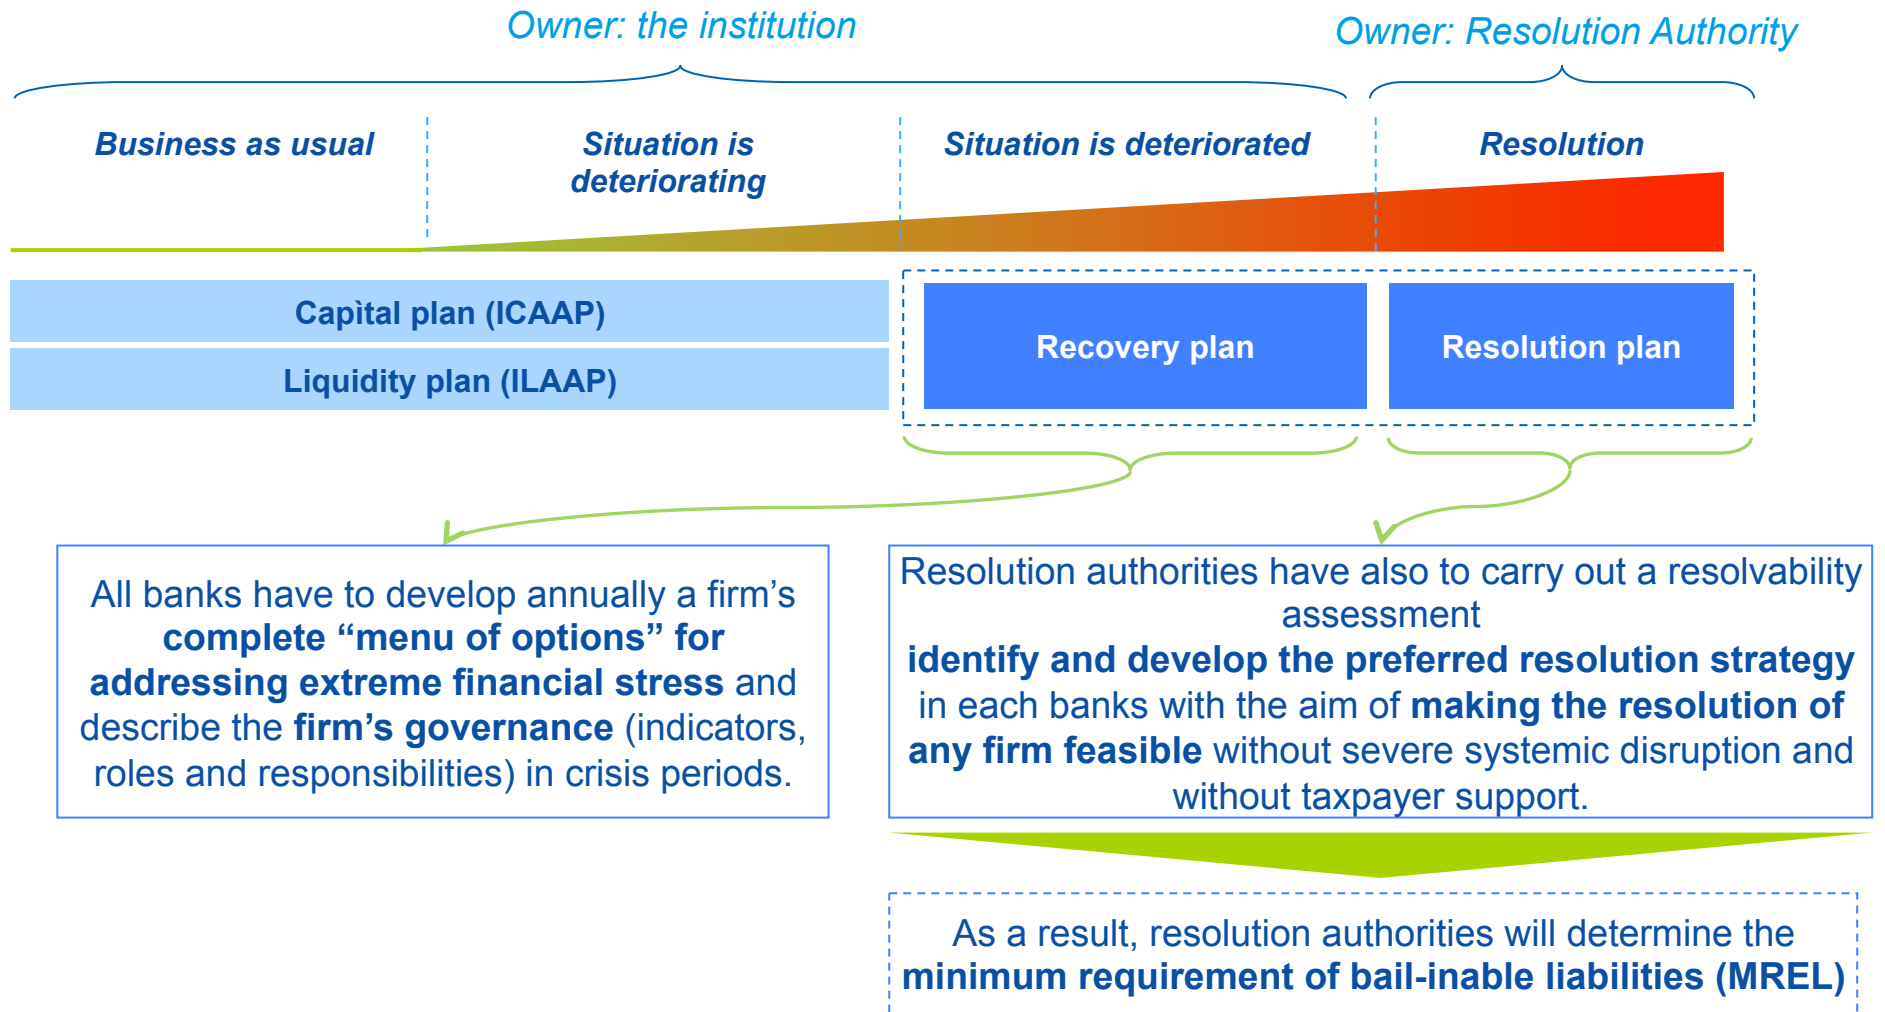 Owner: the institution
Owner: Resolution Authority
Business as usual
Situation is
deteriorating
Situation is deteriorated
Resolution
Capìtal plan (ICAAP)
Liquidity plan (ILAAP)
Recovery plan
Resolution plan
All banks have to develop annually a firm’s
complete “menu of options” for
addressing extreme financial stress and
describe the firm’s governance (indicators,
roles and responsibilities) in crisis periods.
Resolution authorities have also to carry out a resolvability
assessment
identify and develop the preferred resolution strategy
in each banks with the aim of making the resolution of
any firm feasible without severe systemic disruption and
without taxpayer support.
As a result, resolution authorities will determine the
minimum requirement of bail-inable liabilities (MREL)